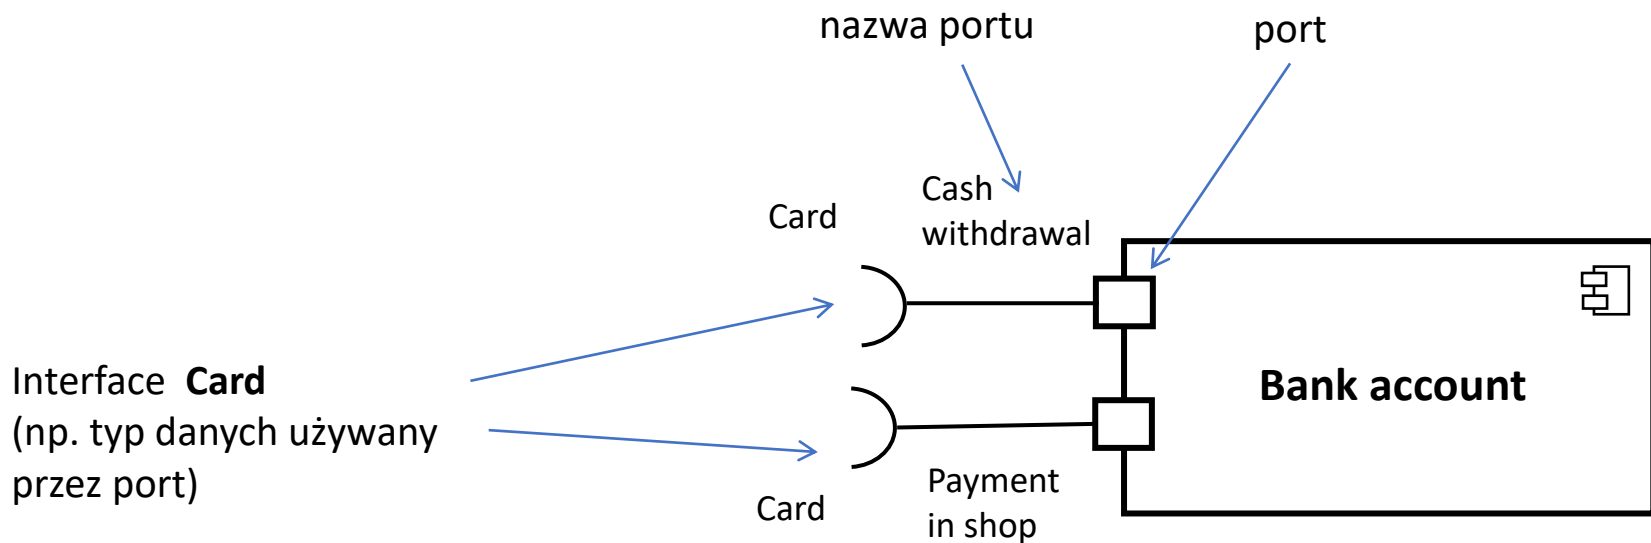 nazwa portu
port
Cash
withdrawal
Card
Bank account
Interface Card
(np. typ danych używany
przez port)
Payment
in shop
Card